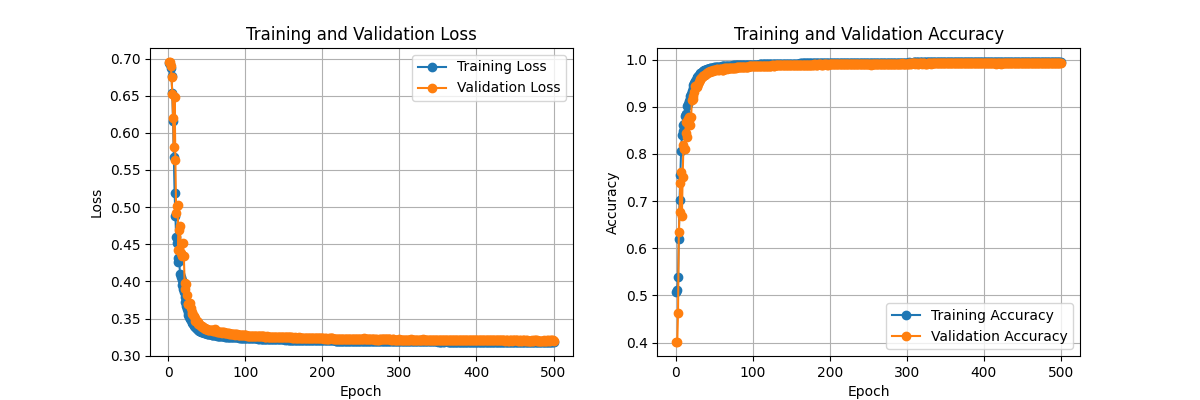 Training and Validation Loss
0.70
0.65
0.60
0.55
0.50
0.45
0.40
0.35
0.30
Loss
0 100 200 300 400 500
Epoch
Training Loss
Validation Loss
Training and Validation Accuracy
1.0
0.9
0.8
0.7
0.6
0.5
0.4
Accuracy
0 100 200 300 400 500
Epoch
Training Accuracy
Validation Accuracy